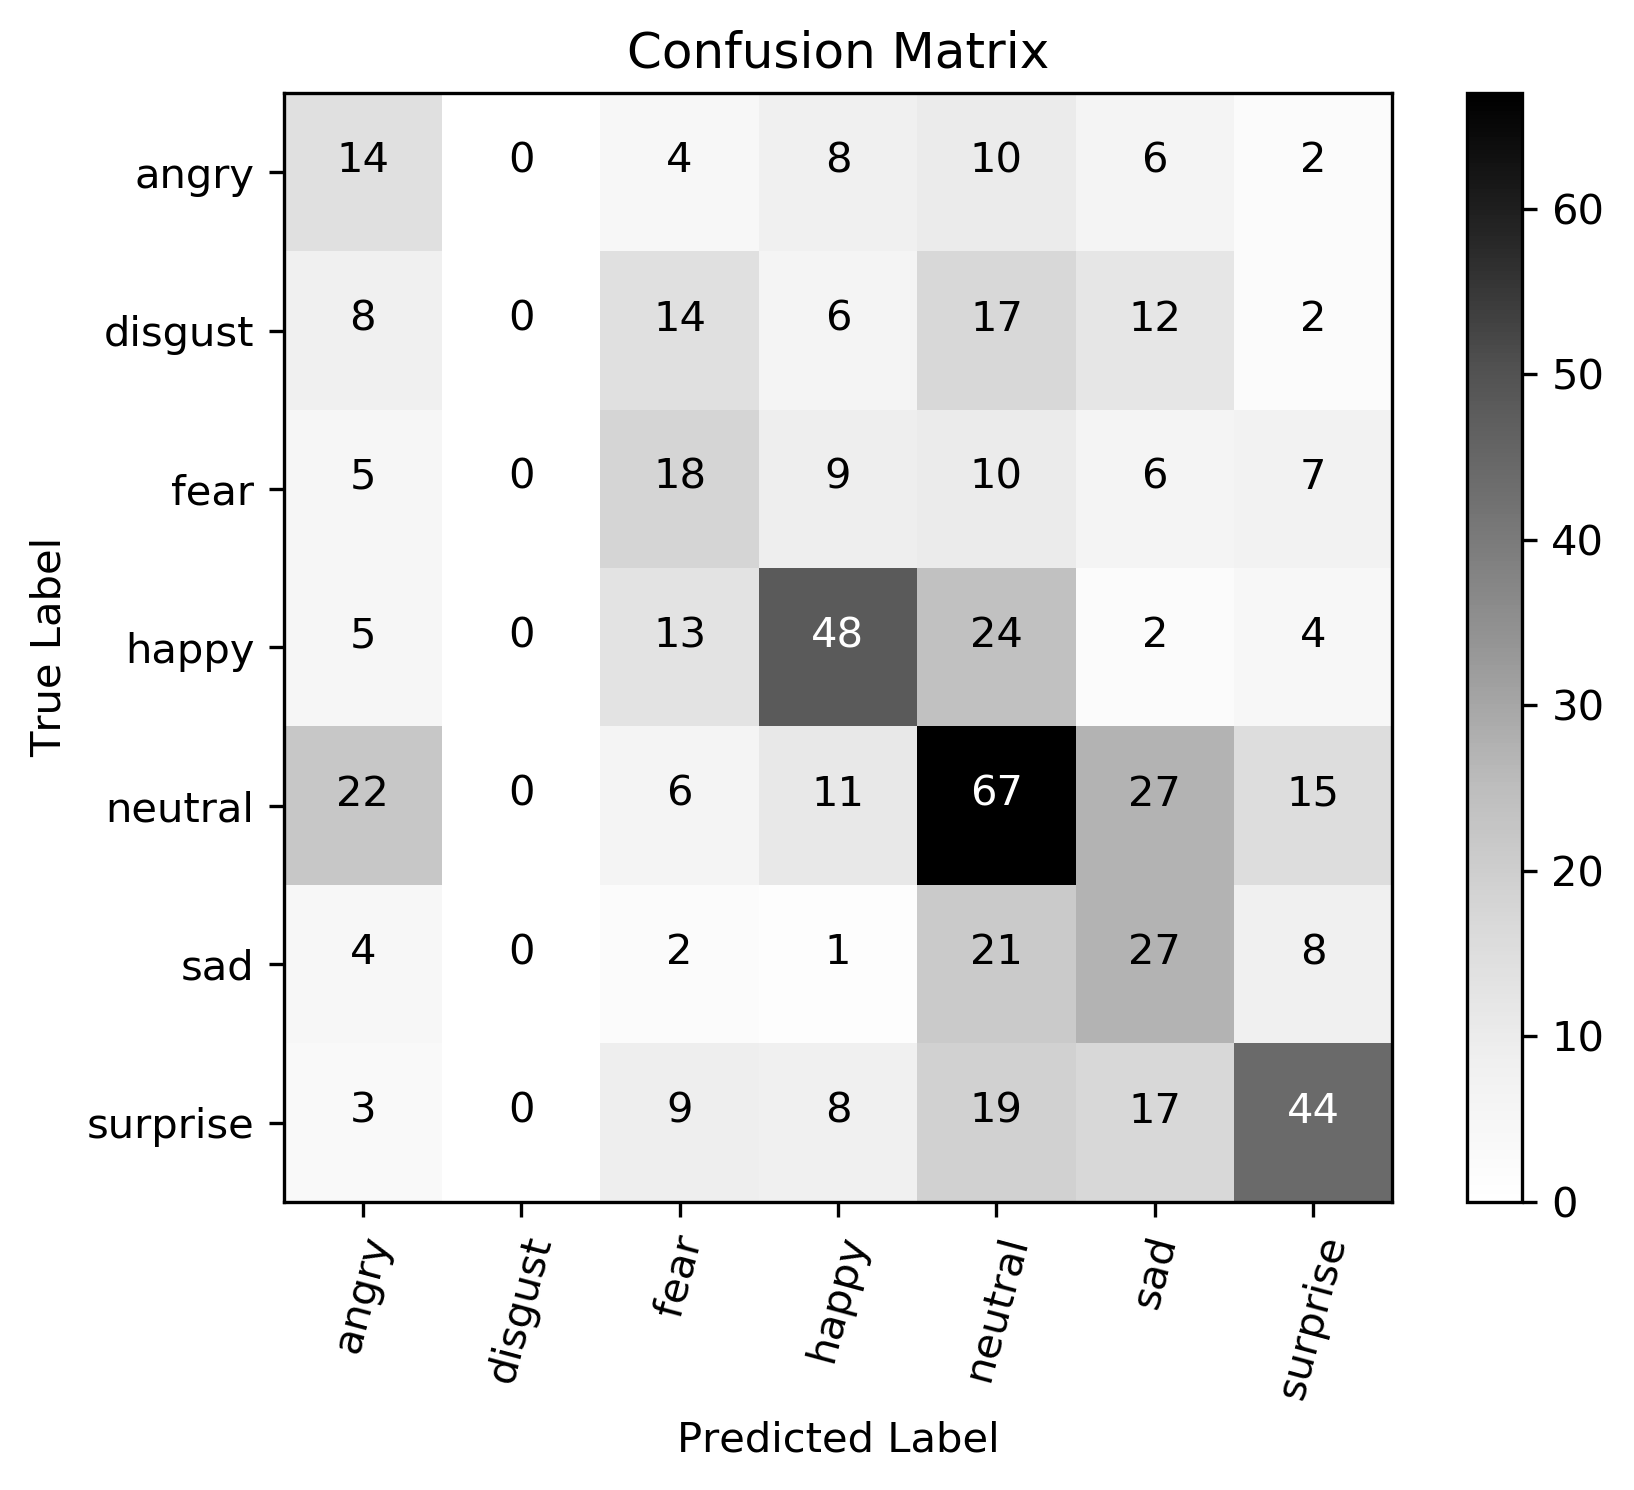 Confusion Matrix
True Label
angry 14 0 4 8 10 6 2
disgust 8 0 14 6 17 12 2
fear 5 0 18 9 10 6 7
happy 5 0 13 48 24 2 4
neutral 22 0 6 11 67 27 15
sad 4 0 2 1 21 27 8
surprise 3 0 9 8 19 17 44
angry disgust fear happy neutral sad surprise
Predicted Label
60
50
40
30
20
10
0